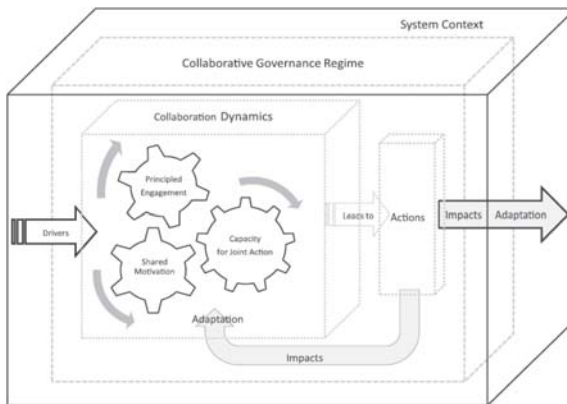 System Context
Collaborative Governance Regime
Collaboration Dynamics
Principled
Engagement
Drivers
Shared
Motivation
Capacity
for Joint Action
Leads to
Actions
Impacts
Adaptation
Adaptation
Impacts